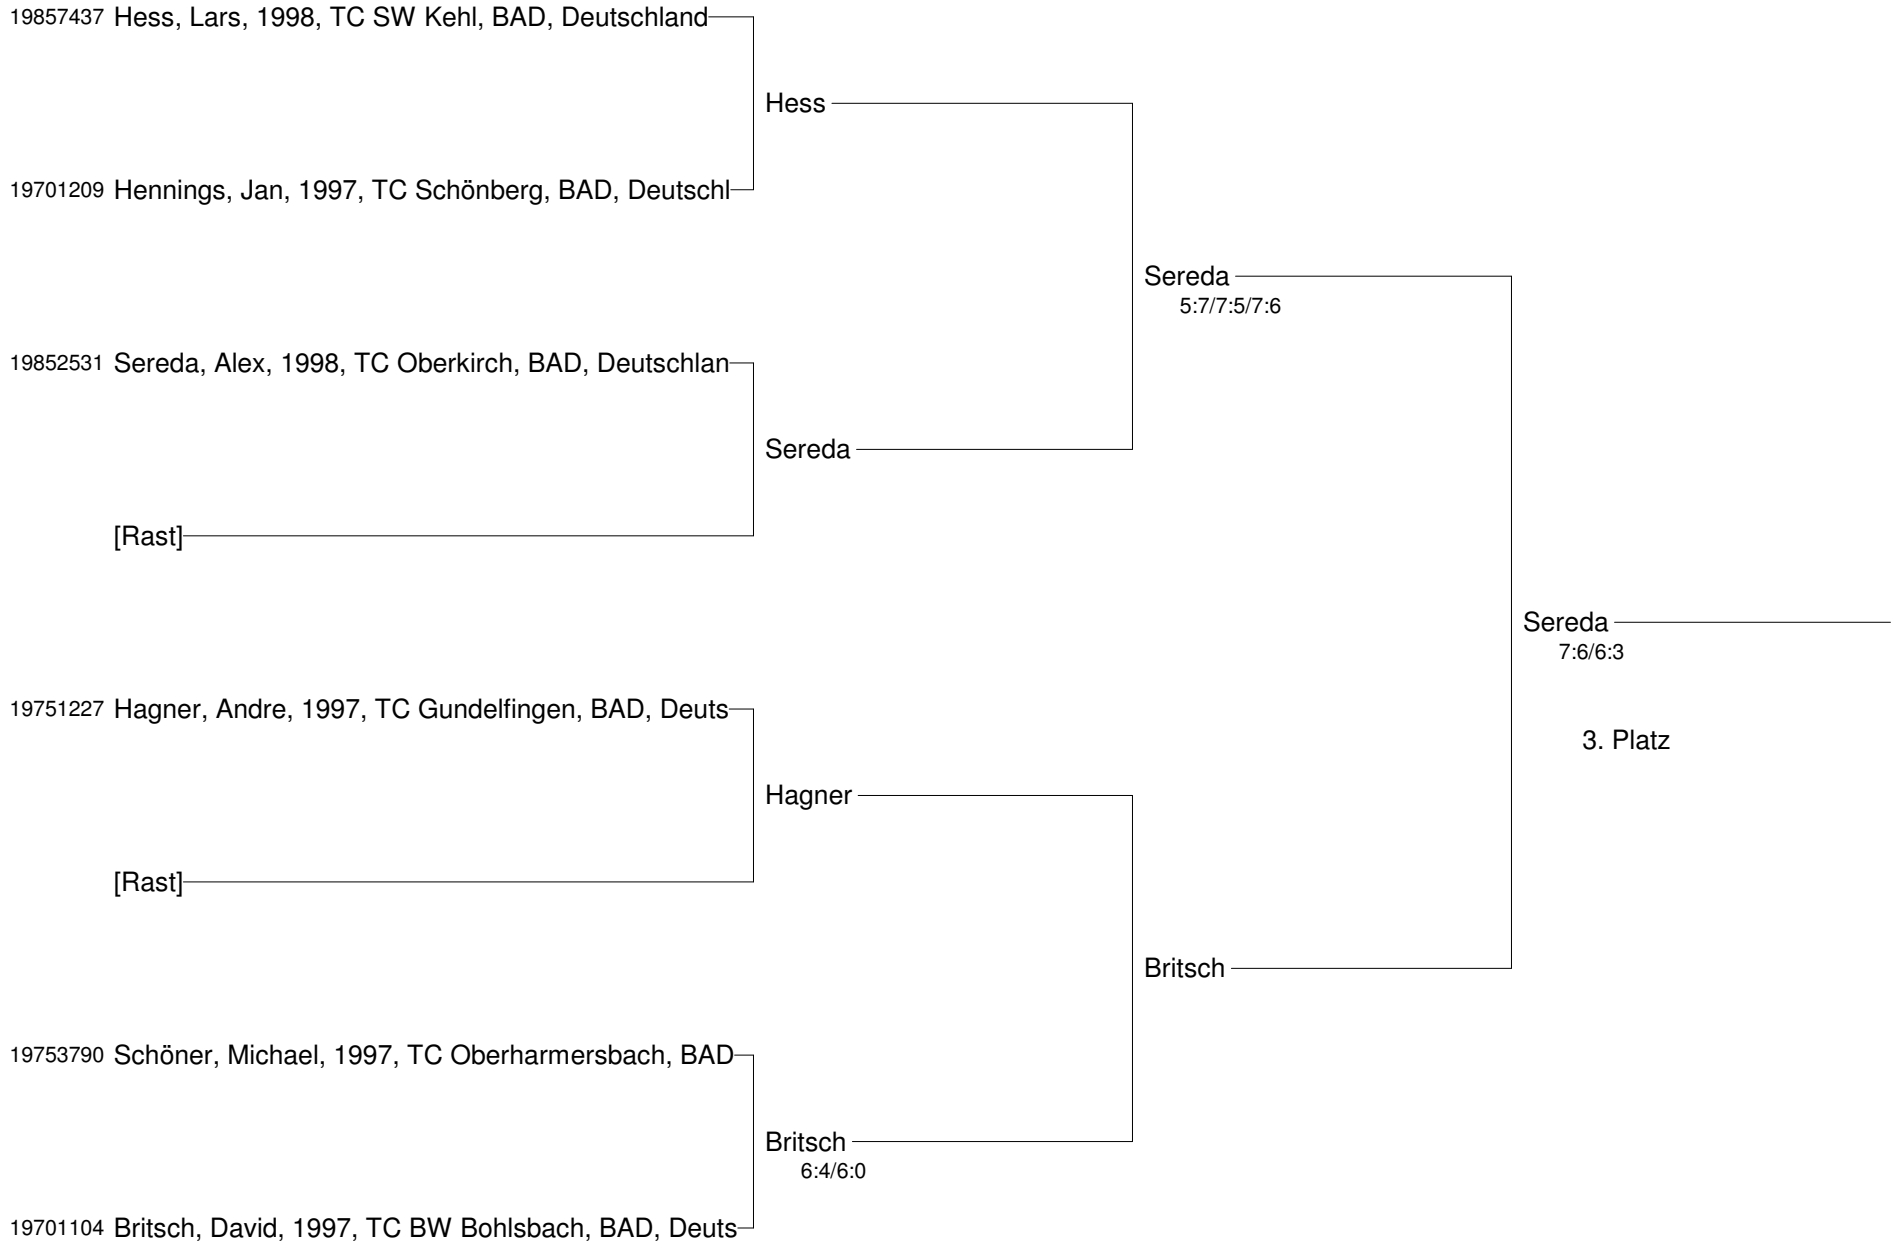 19857437 Hess, Lars, 1998, TC SW Kehl, BAD, Deutschland
Hess
19701209 Hennings, Jan, 1997, TC Schönberg, BAD, Deutschl
Sereda
5:7/7:5/7:6
19852531 Sereda, Alex, 1998, TC Oberkirch, BAD, Deutschlan
Sereda
[Rast]
Sereda
7:6/6:3
19751227 Hagner, Andre, 1997, TC Gundelfingen, BAD, Deuts
3. Platz
Hagner
[Rast]
Britsch
19753790 Schöner, Michael, 1997, TC Oberharmersbach, BAD
Britsch
6:4/6:0
19701104 Britsch, David, 1997, TC BW Bohlsbach, BAD, Deuts